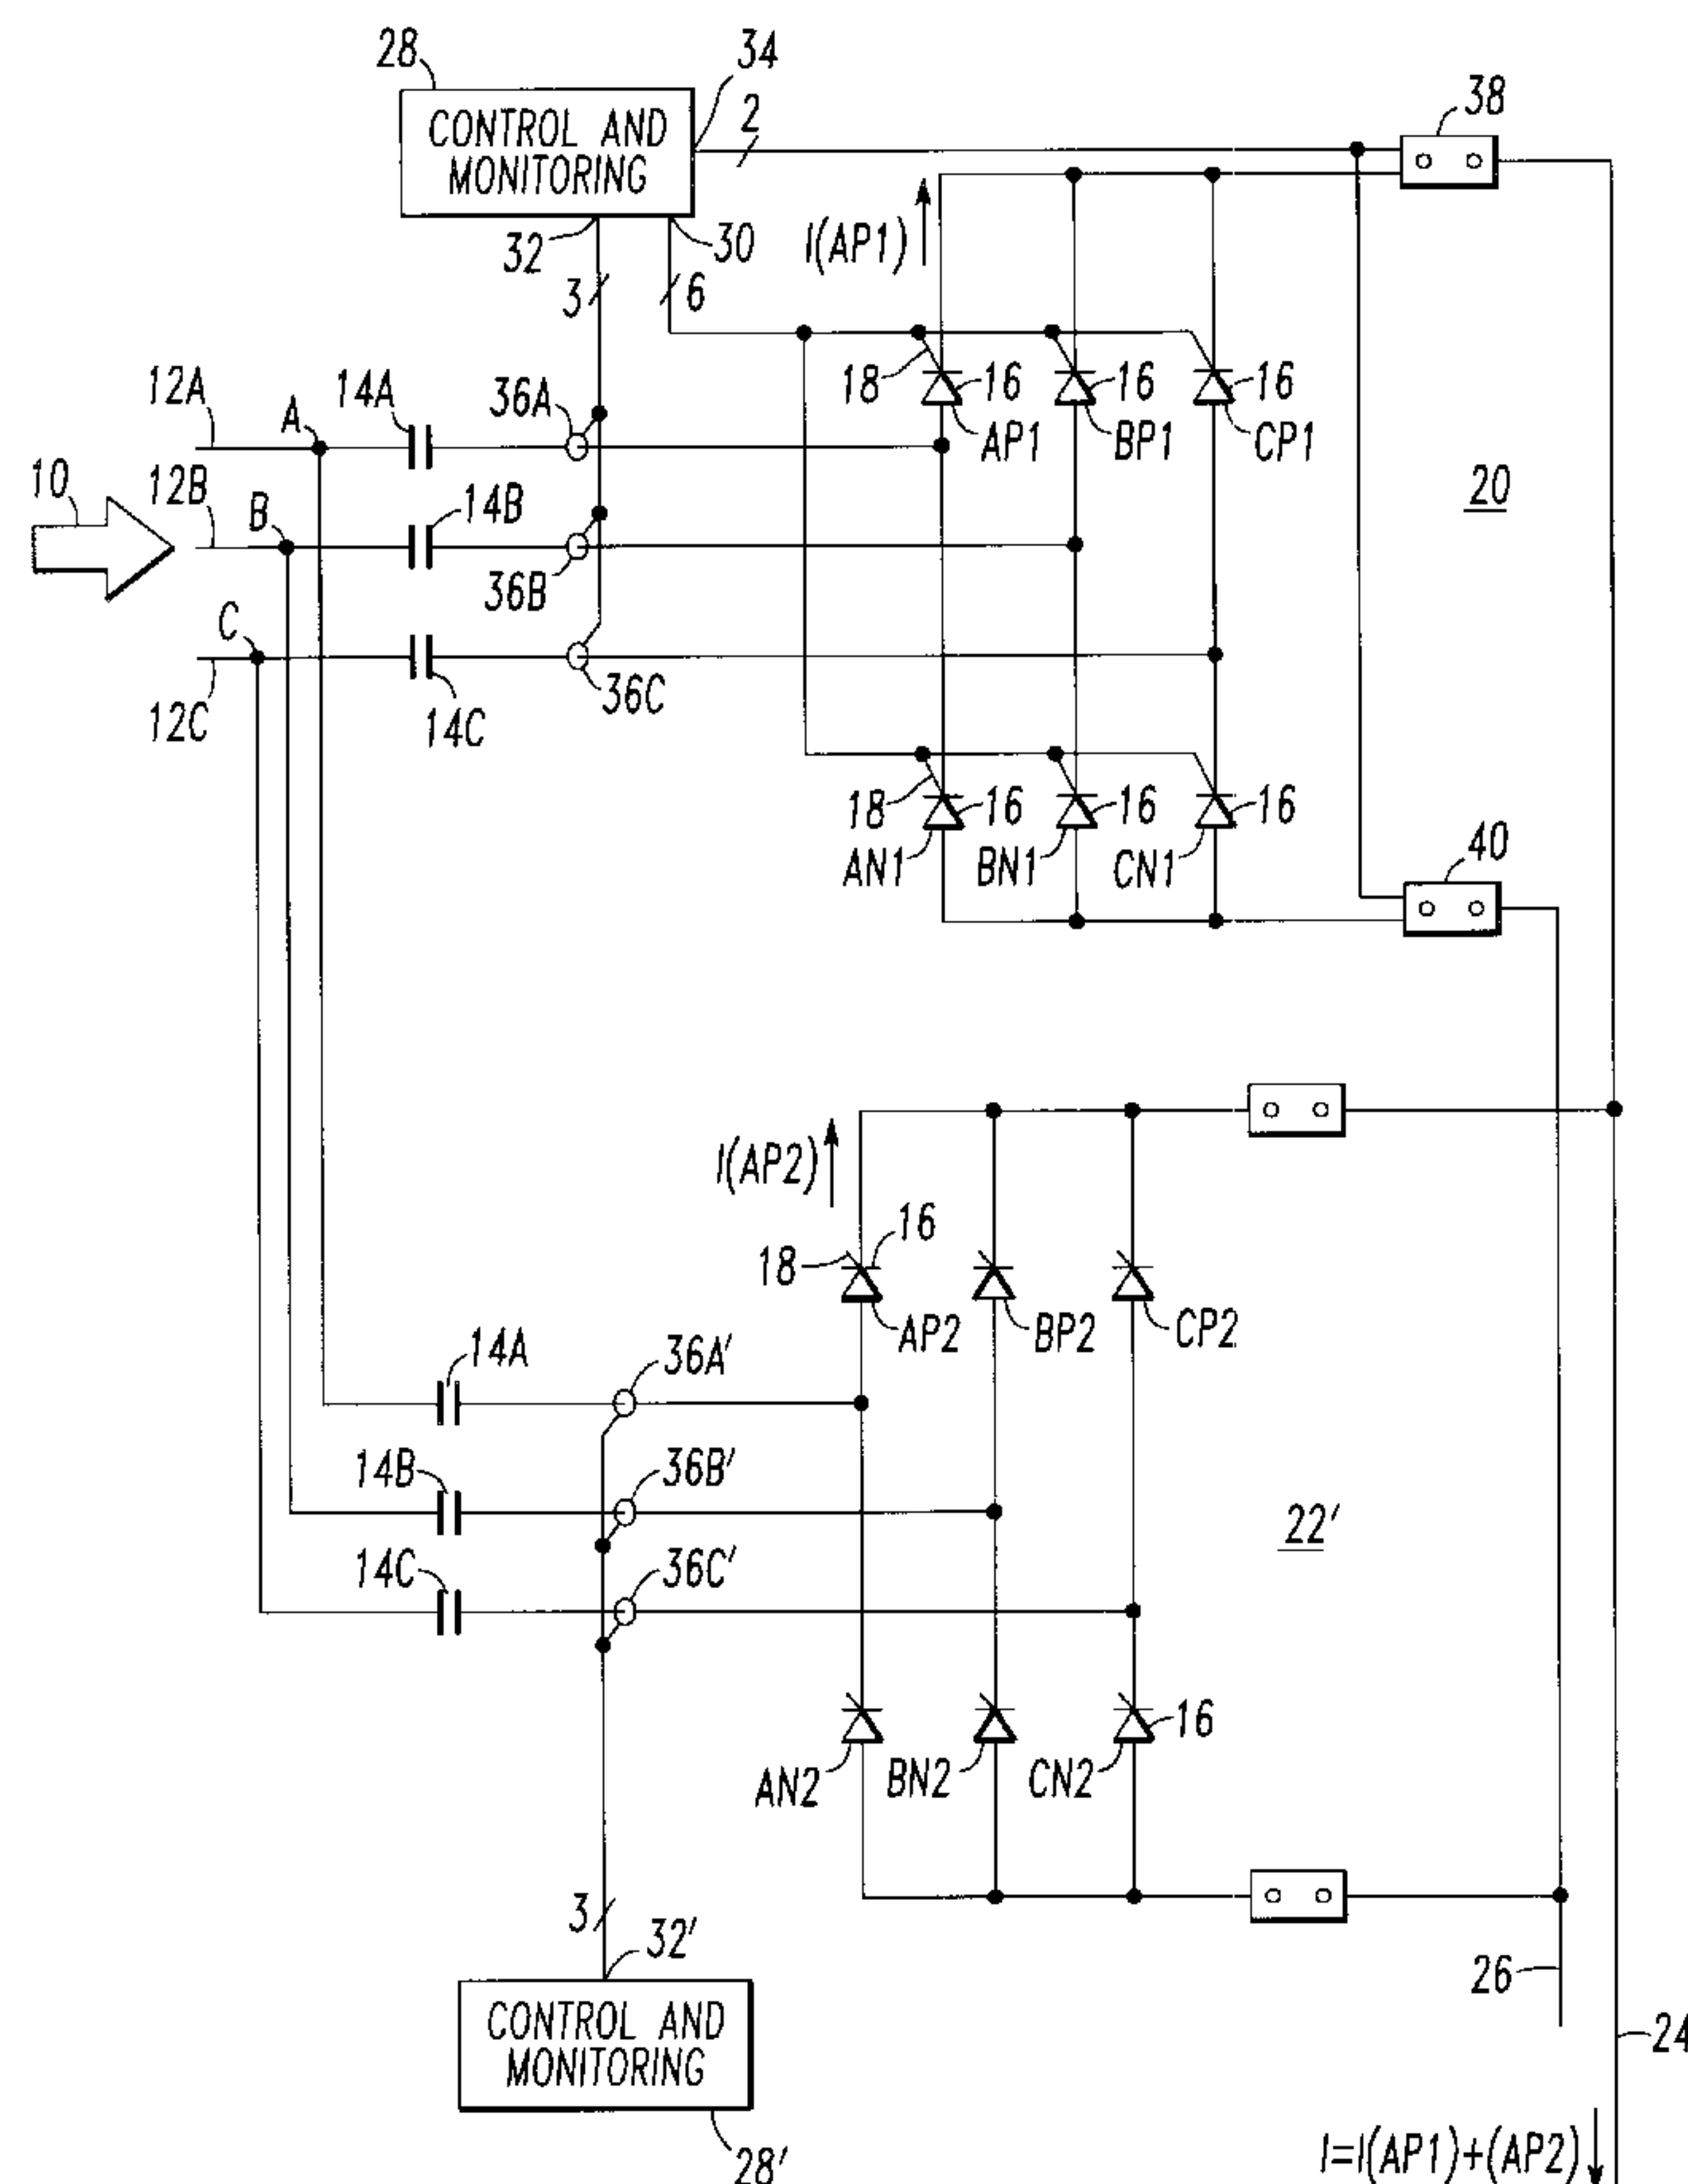 28
34
CONTROL AND
MONITORING
2
38
32
30
I(AP1)
3
6
12A
A
14A
36A
18
16
16
16
AP1
BP1
CP1
10
12B
B
14B
20
36B
C
12C
14C
36C
18
16
16
16
AN1
BN1
CN1
40
I(AP2)
18
16
AP2
BP2
CP2
14A
36A'
14B
36B'
22'
14C
36C'
16
AN2
BN2
CN2
3
32'
26
CONTROL AND
MONITORING
24
28'
I=I(AP1)+(AP2)